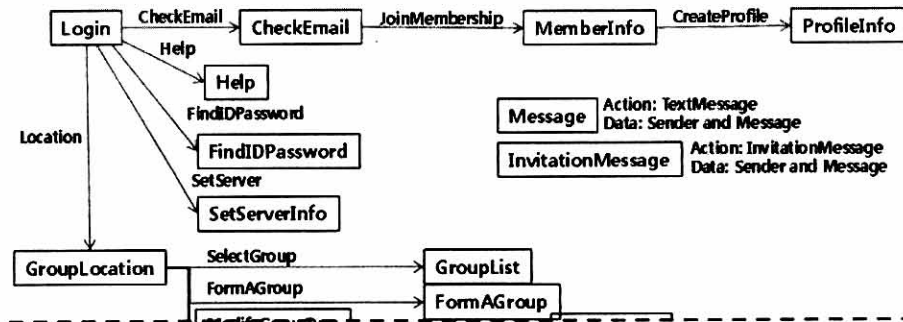 CheckEmail
JoinMembership
CreateProfile
Login
CheckEmail
MemberInfo
ProfileInfo
Help
Help
FindIDPassword
Location
FindIDPassword
SetServer
SetServerInfo
Message
Action: TextMessage
Data: Sender and Message
InvitationMessage
Action: InvitationMessage
Data: Sender and Message
GroupLocation
SelectGroup
GroupList
FormAGroup
FormAGroup